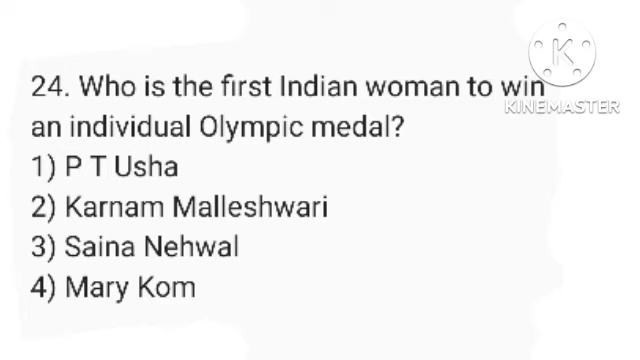 K
KINEMASTER
24. Who is the first Indian woman to win
an individual Olympic medal?
1) P T Usha
2) Karnam Malleshwari
3) Saina Nehwal
4) Mary Kom